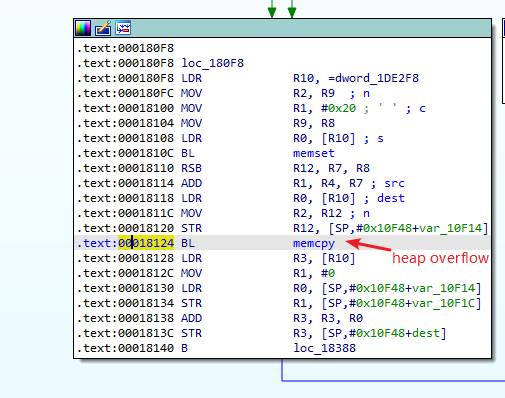 .text:000180F8
.text:000180F8 loc_180F8
.text:000180F8 LDR R10, =dword_1DE2F8
.text:000180FC MOV R2, R9 ; n
.text:00018100 MOV R1, #0x20 ; ' ' ; c
.text:00018104 MOV R9, R8
.text:00018108 LDR R0, [R10] ; s
.text:0001810C BL memset
.text:00018110 RSB R12, R7, R8
.text:00018114 ADD R1, R4, R7 ; src
.text:00018118 LDR R0, [R10] ; dest
.text:0001811C MOV R2, R12 ; n
.text:00018120 STR R12, [SP,#0x10F48+var_10F14]
.text:00018124 BL memcpy
heap overflow
.text:00018128 LDR R3, [R10]
.text:0001812C MOV R1, #0
.text:00018130 LDR R0, [SP,#0x10F48+var_10F14]
.text:00018134 STR R1, [SP,#0x10F48+var_10F1C]
.text:00018138 ADD R3, R3, R0
.text:0001813C STR R3, [SP,#0x10F48+dest]
.text:00018140 B loc_18388